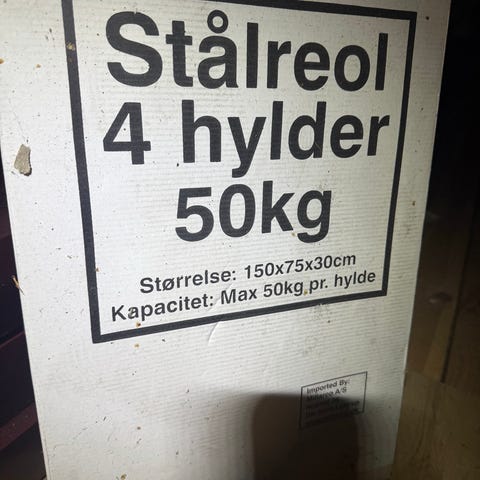 Stålreol
4 hylder
50kg
Størrelse: 150x75x30cm
Kapacitet: Max 50kg pr. hylde
Imported By:
A/S